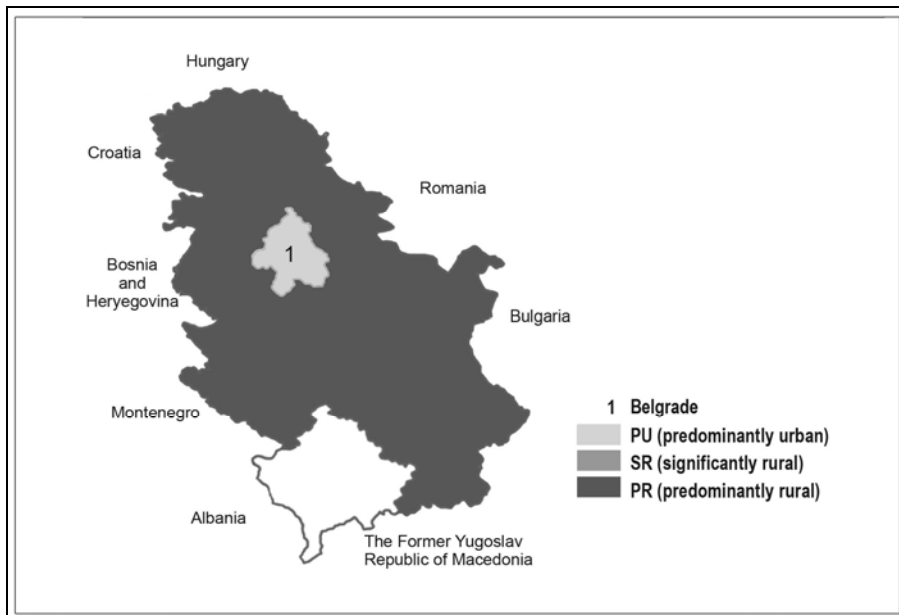 Hungary
Croatia
Romania
1
Bosnia
and
Heryegovina
Bulgaria
Montenegro
1 Belgrade
PU (predominantly urban)
SR (significantly rural)
PR (predominantly rural)
Albania
The Former Yugoslav
Republic of Macedonia